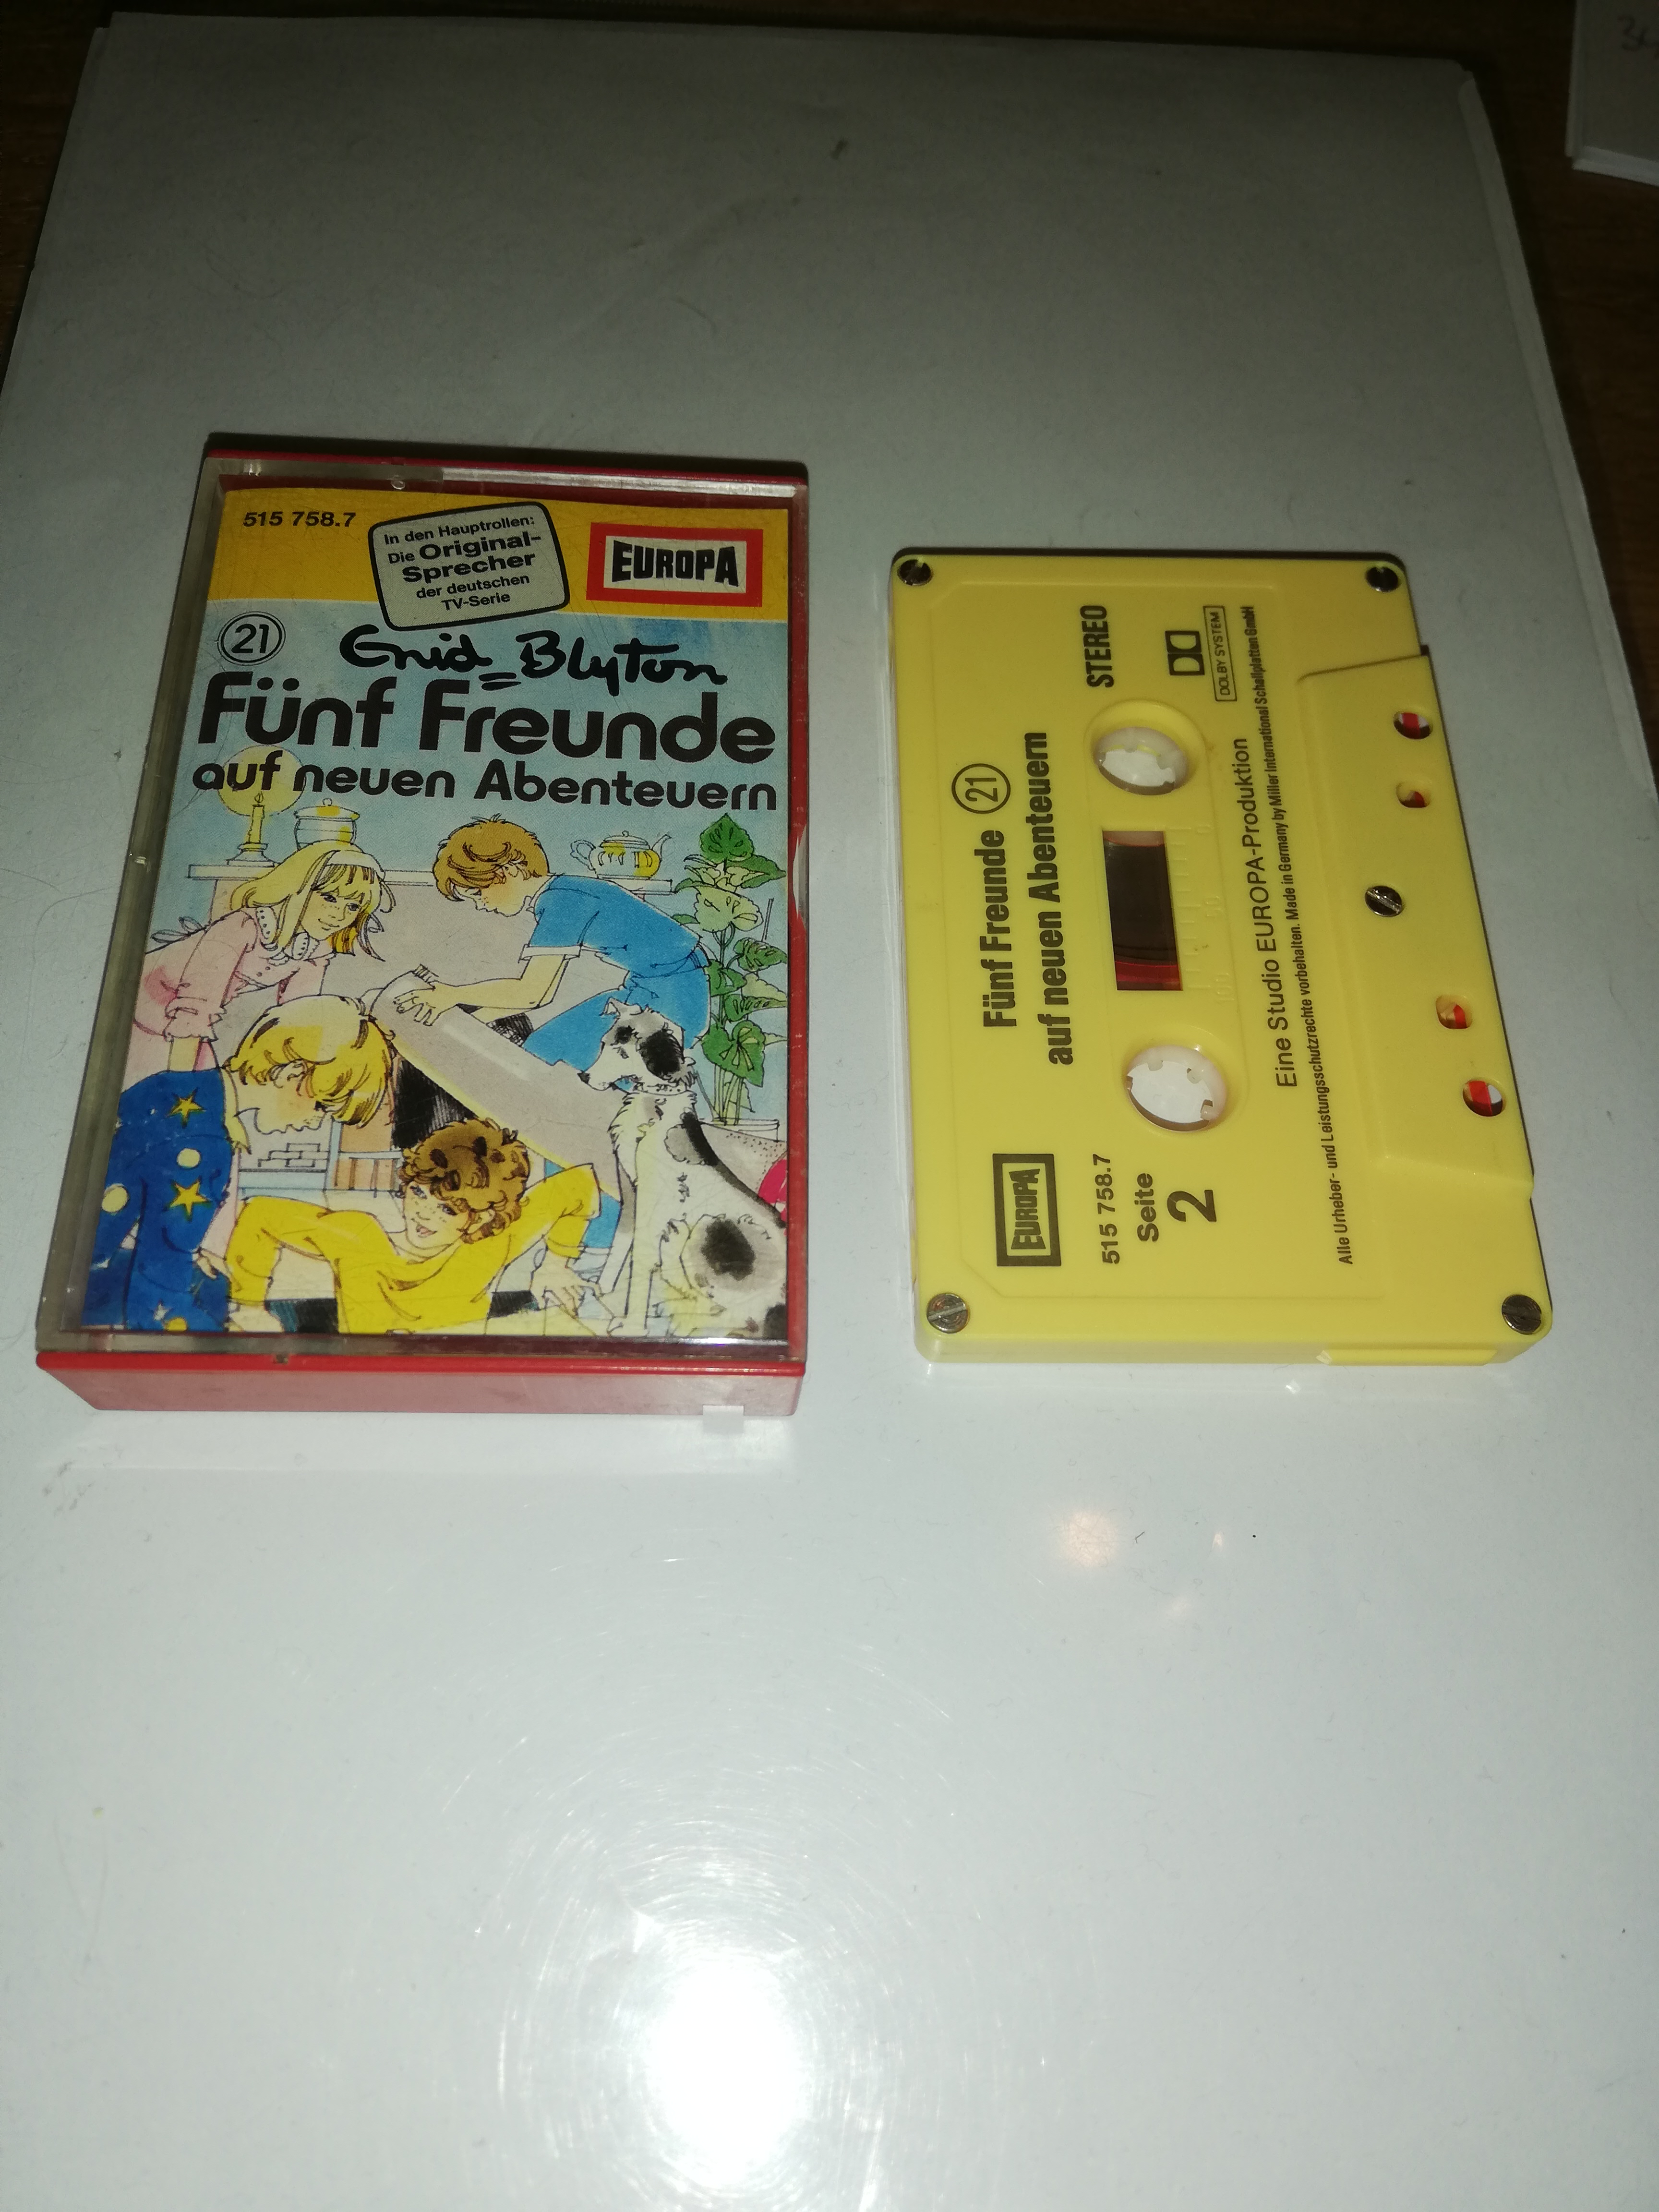 515 758.7
In den Hauptrollen:
Die Original-
Sprecher
der deutschen
TV-Serie
EUROPA
21
Enid Blyton
Fünf Freunde
auf neuen Abenteuern
Fünf Freunde 21
auf neuen Abenteuern
STEREO
DOLBY SYSTEM
EUROPA
515 758.7
Seite
2
Eine Studio EUROPA-Produktion
Alle Urheber- und Leistungsschutzrechte vorbehalten. Made in Germany by Miller International Schallplatten GmbH